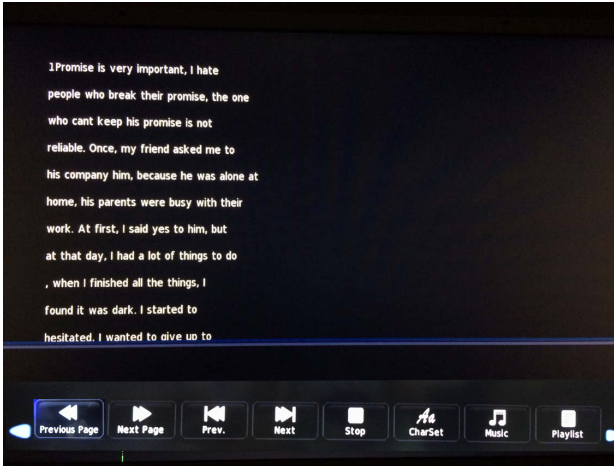 1Promise is very important, I hate
people who break their promise, the one
who cant keep his promise is not
reliable. Once, my friend asked me to
his company him, because he was alone at
home, his parents were busy with their
work. At first, I said yes to him, but
at that day, I had a lot of things to do
, when I finished all the things, I
found it was dark. I started to
hesitated. I wanted to give up to
Previous Page Next Page Prev. Next Stop CharSet Music Playlist